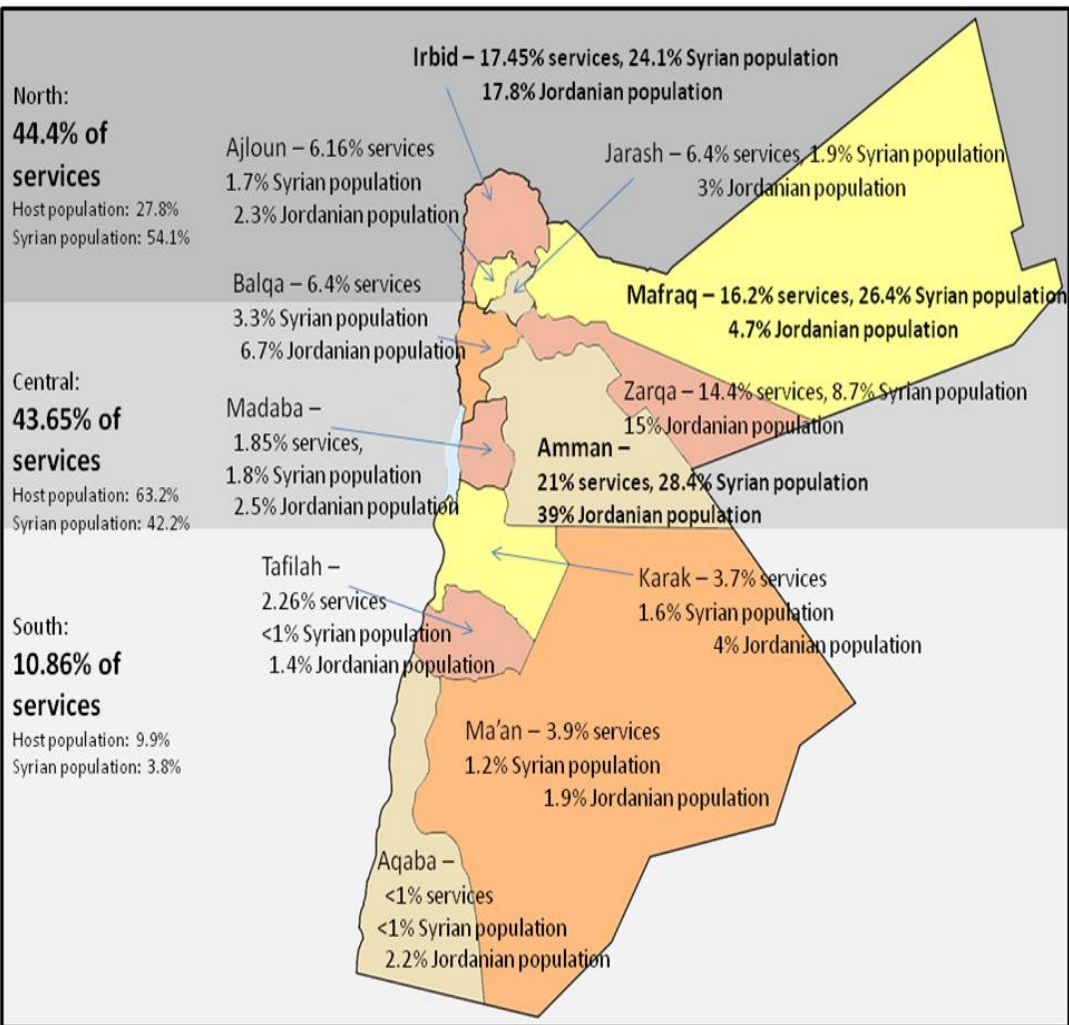 North:
44.4% of
services
Host population: 27.8%
Syrian population: 54.1%
Irbid – 17.45% services, 24.1% Syrian population
17.8% Jordanian population
Ajloun – 6.16% services
1.7% Syrian population
2.3% Jordanian population
Jarash – 6.4% services, 1.9% Syrian population
3% Jordanian population
Mafraq – 16.2% services, 26.4% Syrian population
4.7% Jordanian population
Central:
43.65% of
services
Host population: 63.2%
Syrian population: 42.2%
Balqa – 6.4% services
3.3% Syrian population
6.7% Jordanian population
Zarqa – 14.4% services, 8.7% Syrian population
15% Jordanian population
Madaba –
1.85% services,
1.8% Syrian population
2.5% Jordanian population
Amman –
21% services, 28.4% Syrian population
39% Jordanian population
South:
10.86% of
services
Host population: 9.9%
Syrian population: 3.8%
Tafilah –
2.26% services
<1% Syrian population
1.4% Jordanian population
Karak – 3.7% services
1.6% Syrian population
4% Jordanian population
Ma’an – 3.9% services
1.2% Syrian population
1.9% Jordanian population
Aqaba –
<1% services
<1% Syrian population
2.2% Jordanian population